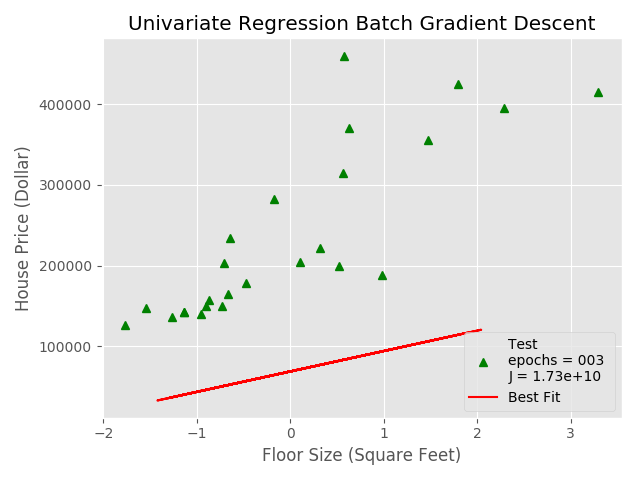 Univariate Regression Batch Gradient Descent
House Price (Dollar)
400000
300000
200000
100000
−2
−1
0
1
2
3
Floor Size (Square Feet)
Test
epochs = 003
J = 1.73e+10
Best Fit